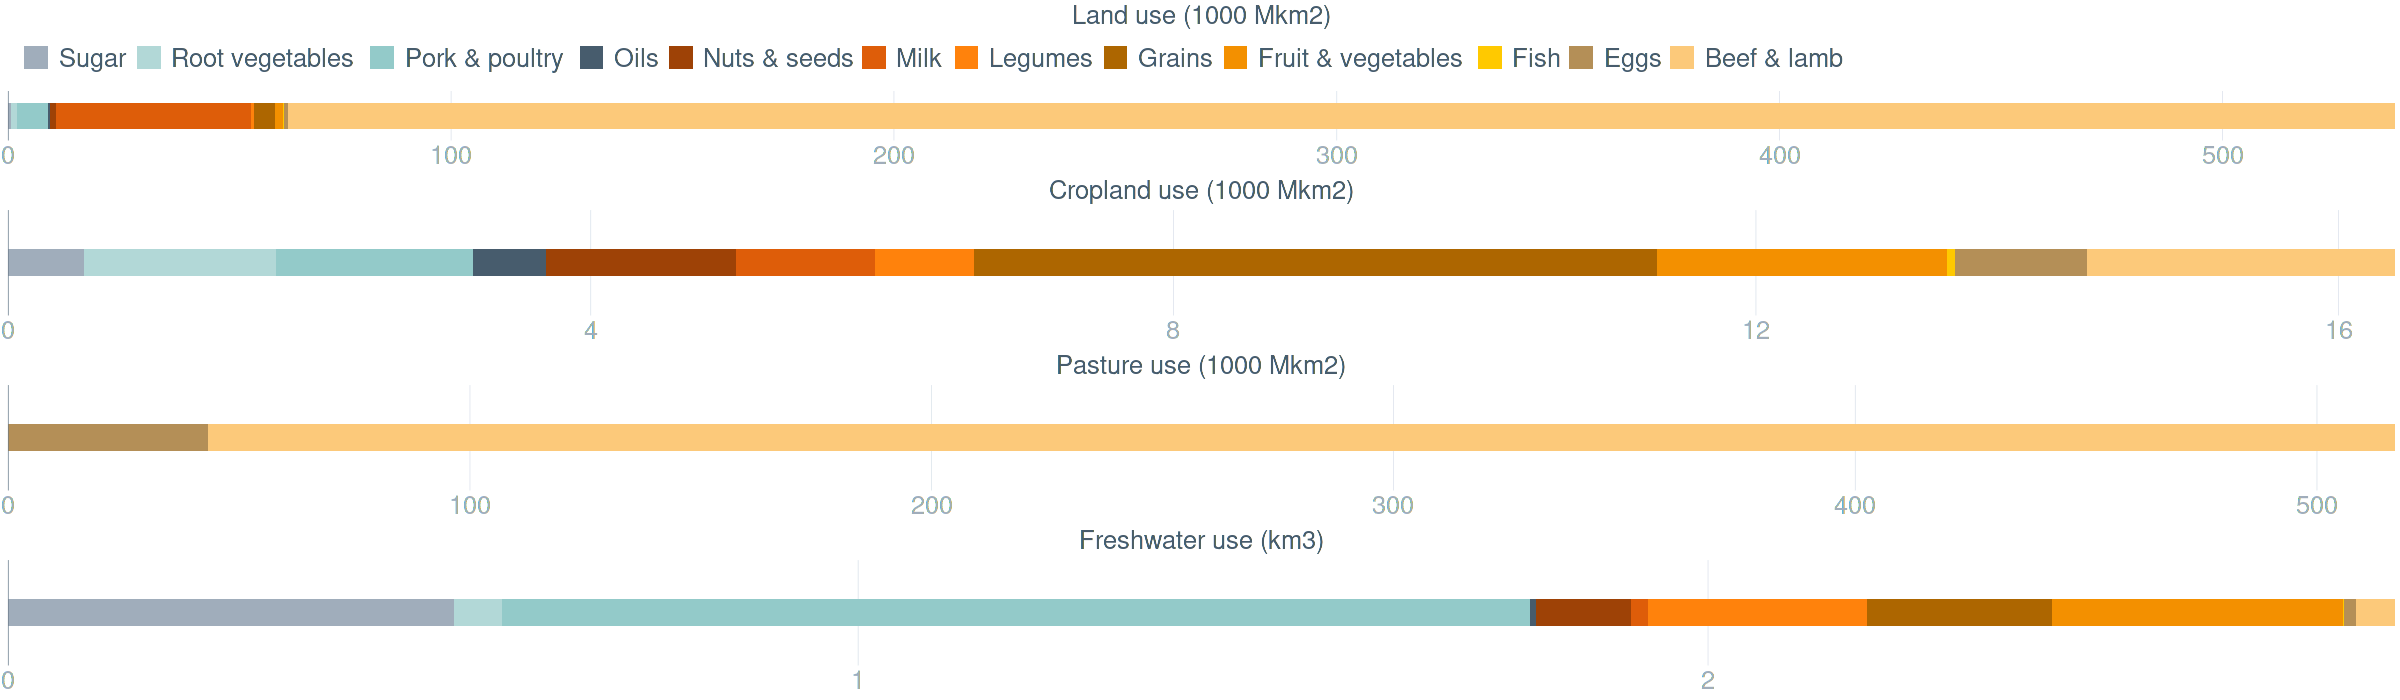 Land use (1000 Mkm2)
Sugar Root vegetables Pork & poultry Oils Nuts & seeds Milk Legumes Grains Fruit & vegetables Fish Eggs Beef & lamb
0 100 200 300 400 500
Cropland use (1000 Mkm2)
0 4 8 12 16
Pasture use (1000 Mkm2)
0 100 200 300 400 500
Freshwater use (km3)
0 1 2